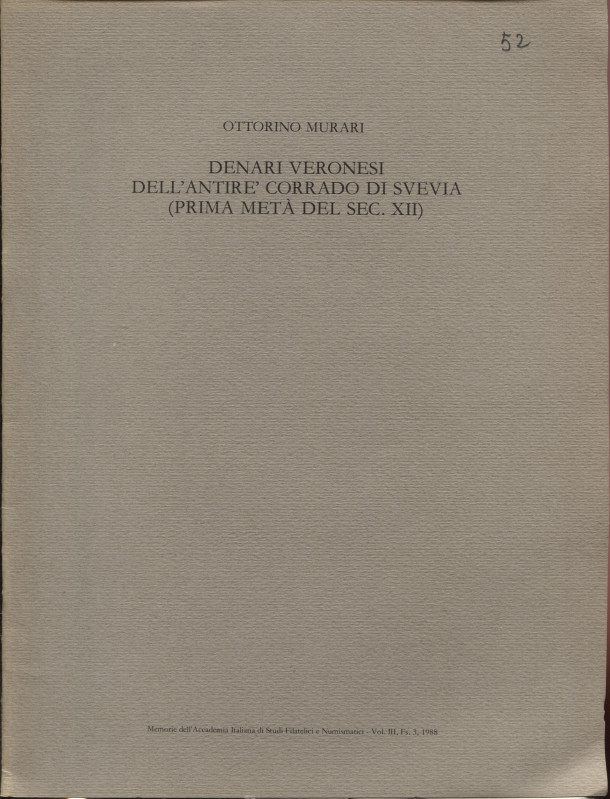 52
OTTORINO MURARI
DENARI VERONESI
DELL'ANTIRE' CORRADO DI SVEVIA
(PRIMA METÀ DEL SEC. XII)
Memorie dell'Accademia Italiana di Studi Filatelici e Numismatici - Vol. III, Fs. 3, 1988